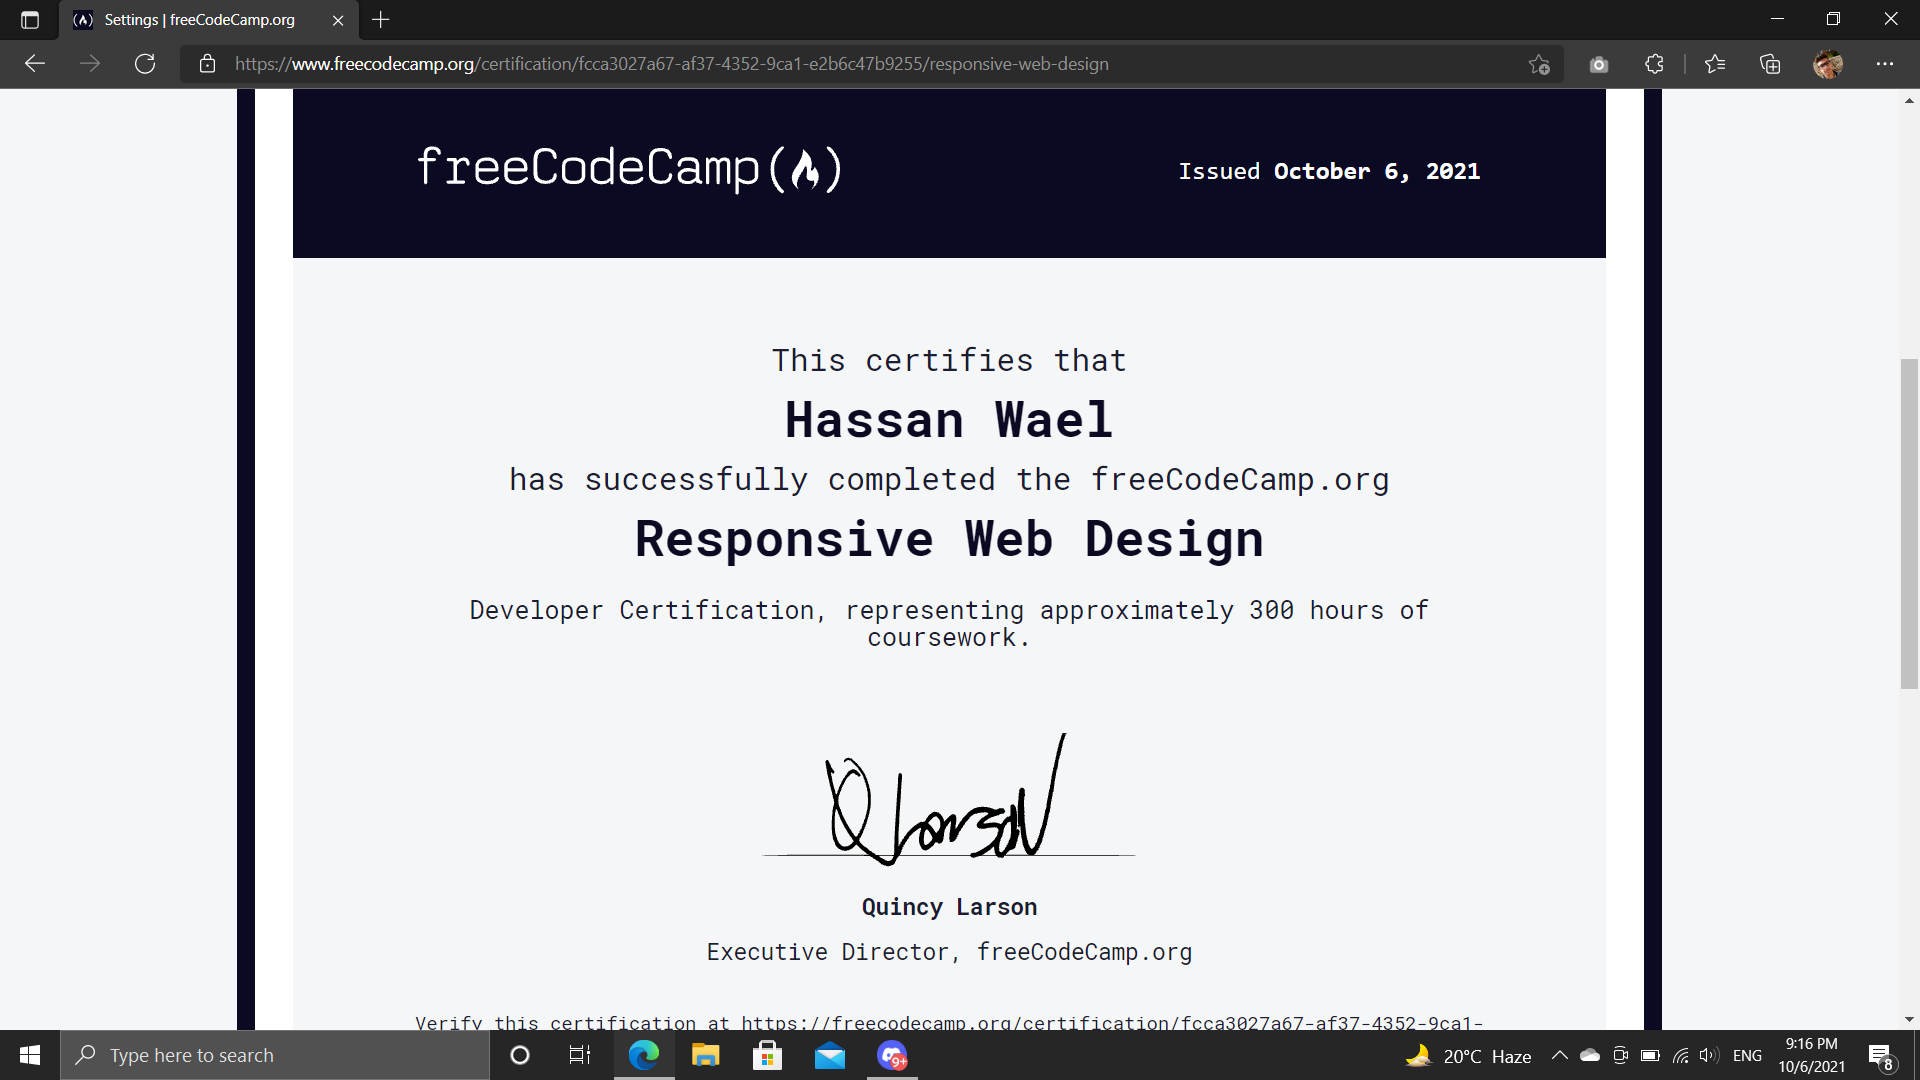 Settings | freeCodeCamp.org
https://www.freecodecamp.org/certification/fcca3027a67-af37-4352-9ca1-e2b6c47b9255/responsive-web-design
freeCodeCamp
Issued October 6, 2021
This certifies that
Hassan Wael
has successfully completed the freeCodeCamp.org
Responsive Web Design
Developer Certification, representing approximately 300 hours of
coursework.
Q Larson
Quincy Larson
Executive Director, freeCodeCamp.org
Verify this certification at https://freecodecamp.org/certification/fcca3027a67-af37-4352-9ca1-
Type here to search
9+
20°C Haze
ENG
9:16 PM
10/6/2021
8